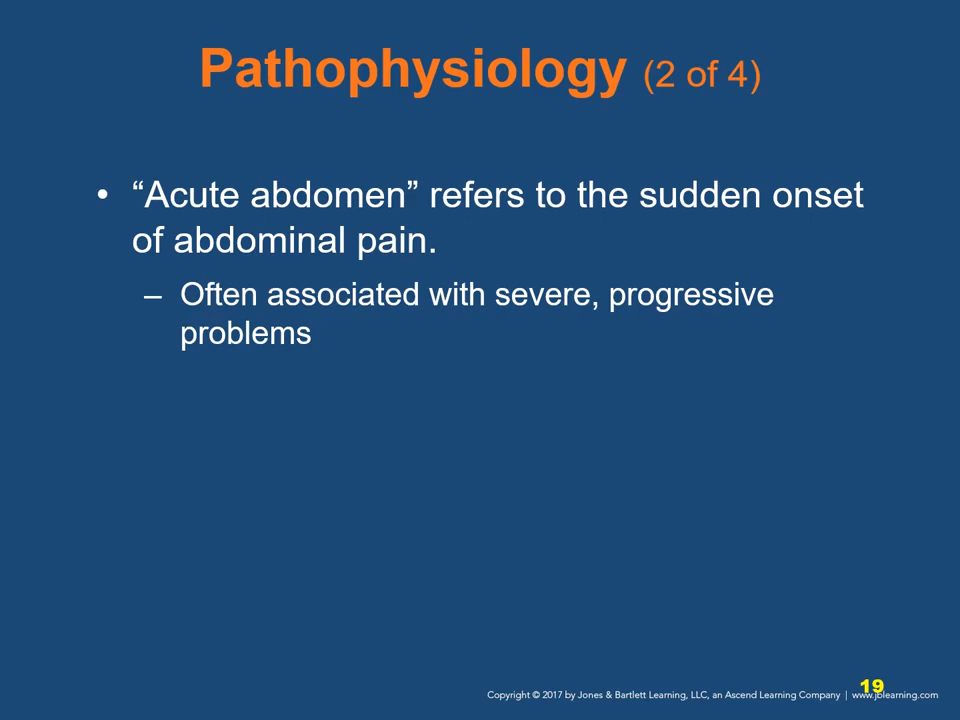 Pathophysiology (2 of 4)
• “Acute abdomen” refers to the sudden onset
of abdominal pain.
– Often associated with severe, progressive
problems
19
Copyright © 2017 by Jones & Bartlett Learning, LLC, an Ascend Learning Company | www.jblearning.com